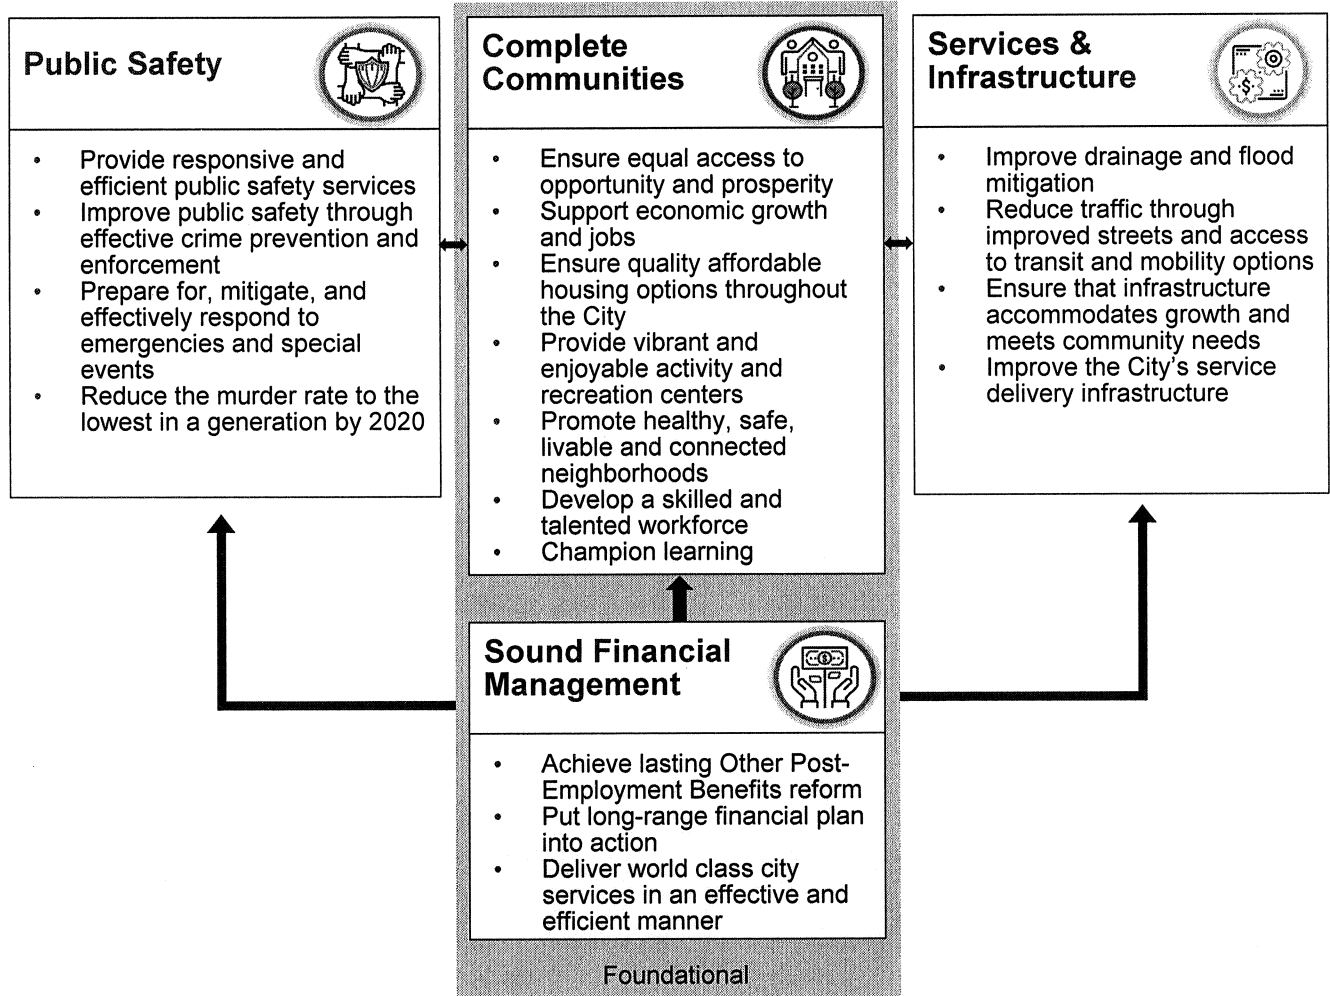 Public Safety
• Provide responsive and
efficient public safety services
• Improve public safety through
effective crime prevention and
enforcement
• Prepare for, mitigate, and
effectively respond to
emergencies and special
events
• Reduce the murder rate to the
lowest in a generation by 2020
Complete
Communities
• Ensure equal access to
opportunity and prosperity
• Support economic growth
and jobs
• Ensure quality affordable
housing options throughout
the City
• Provide vibrant and
enjoyable activity and
recreation centers
• Promote healthy, safe,
livable and connected
neighborhoods
• Develop a skilled and
talented workforce
• Champion learning
Services &
Infrastructure
$
• Improve drainage and flood
mitigation
• Reduce traffic through
improved streets and access
to transit and mobility options
• Ensure that infrastructure
accommodates growth and
meets community needs
• Improve the City's service
delivery infrastructure
Sound Financial
Management
$
• Achieve lasting Other Post-
Employment Benefits reform
• Put long-range financial plan
into action
• Deliver world class city
services in an effective and
efficient manner
Foundational